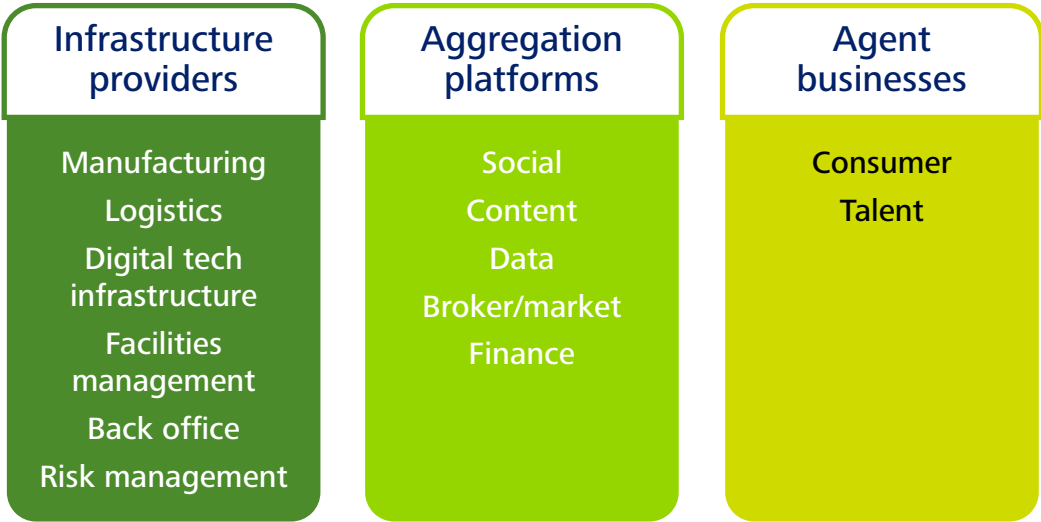 Infrastructure
providers
Manufacturing
Logistics
Digital tech
infrastructure
Facilities
management
Back office
Risk management
Aggregation
platforms
Social
Content
Data
Broker/market
Finance
Agent
businesses
Consumer
Talent